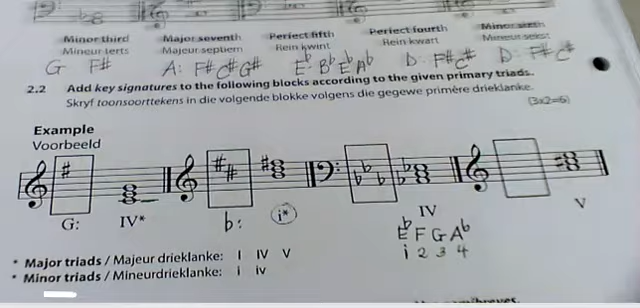 Minor third Major seventh Perfect fifth Perfect fourth Minor sixth
Mineur terts Majeur septiem Rein kwint Rein kwart Mineur sekst
G F# A: F# C# G# E♭: B♭ E♭ A♭ D: F# C# D: F# C#
2.2 Add key signatures to the following blocks according to the given primary triads.
Skryf toonsoorttekens in die volgende blokke volgens die gegewe primêre drieklanke.
(3x2=6)
Example
Voorbeeld
G: IV* b: i* IV V
E♭ F G A♭
i 2 3 4
* Major triads / Majeur drieklanke: I IV V
* Minor triads / Mineurdrieklanke: i iv